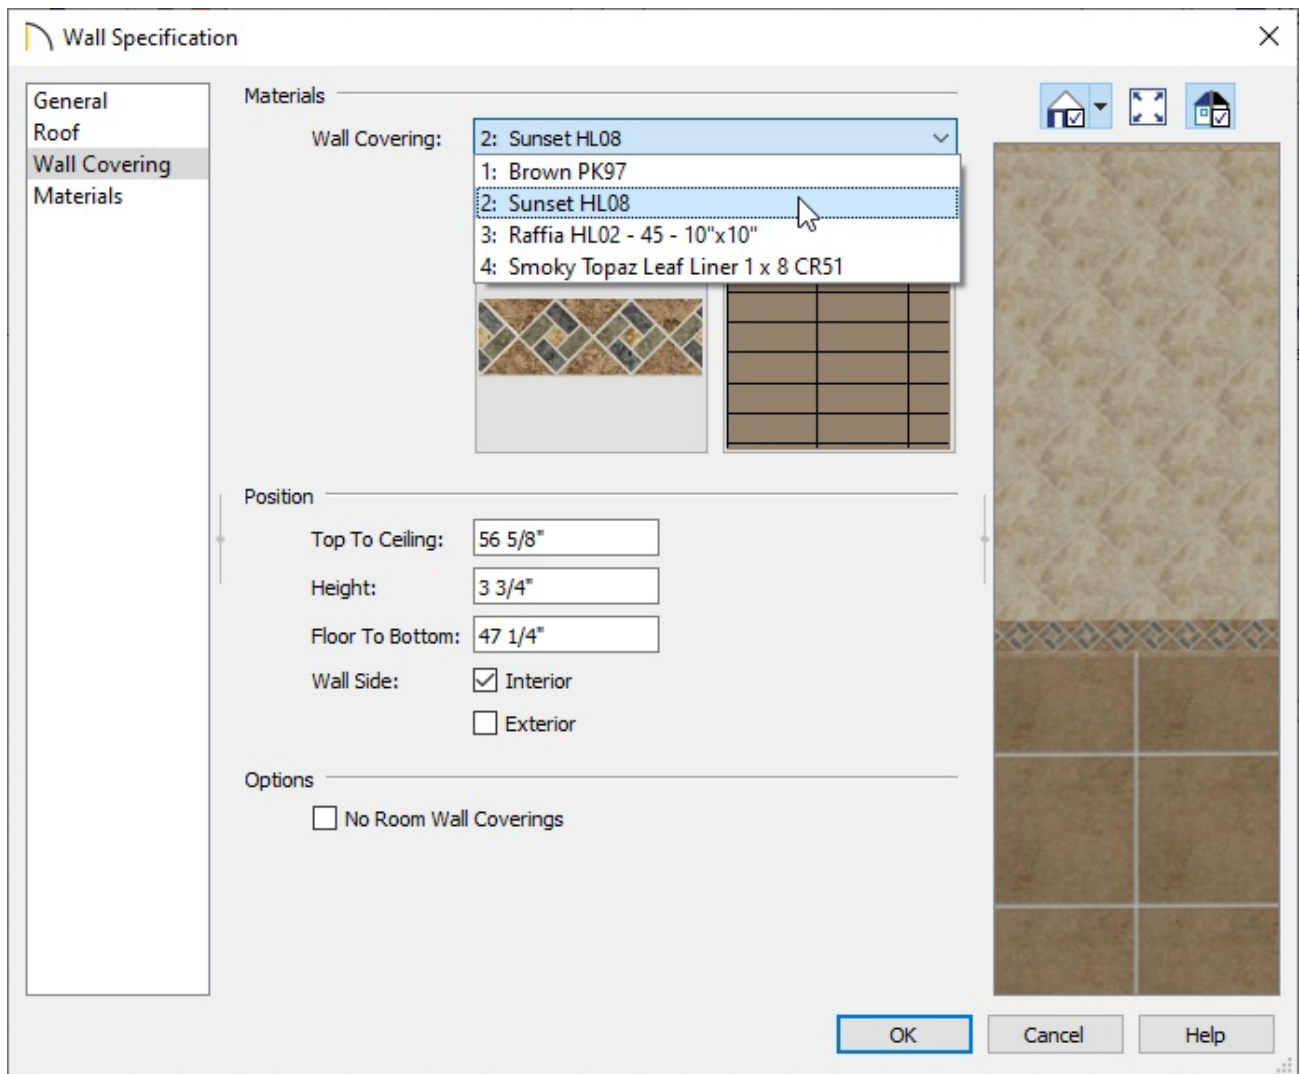 Wall Specification
General
Roof
Wall Covering
Materials
Materials
Wall Covering:
2: Sunset HL08
1: Brown PK97
2: Sunset HL08
3: Raffia HL02 - 45 - 10"x10"
4: Smoky Topaz Leaf Liner 1 x 8 CR51
Position
Top To Ceiling:
56 5/8"
Height:
3 3/4"
Floor To Bottom:
47 1/4"
Wall Side:
Interior
Exterior
Options
No Room Wall Coverings
OK
Cancel
Help